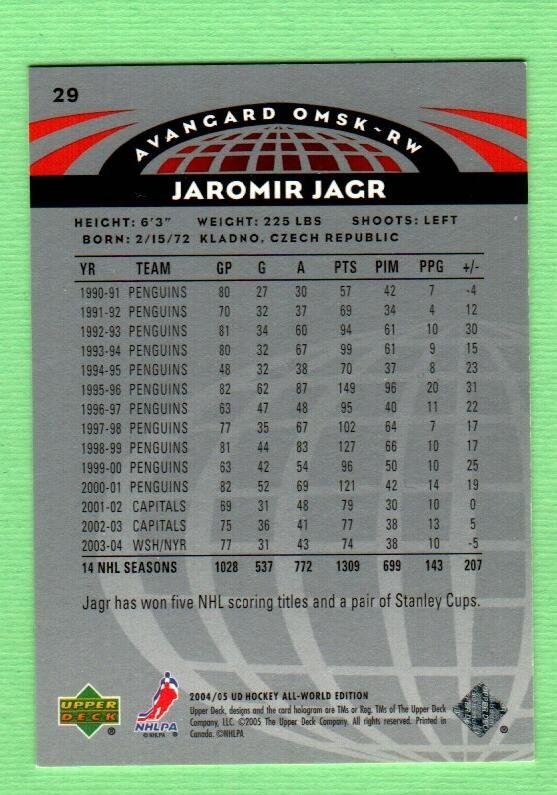 29
AVANGARD OMSK~RW
JAROMIR JAGR
HEIGHT: 6'3" WEIGHT: 225 LBS SHOOTS: LEFT
BORN: 2/15/72 KLADNO, CZECH REPUBLIC
YR TEAM GP G A PTS PIM PPG +/-
1990-91 PENGUINS 80 27 30 57 42 7 -4
1991-92 PENGUINS 70 32 37 69 34 4 12
1992-93 PENGUINS 81 34 60 94 61 10 30
1993-94 PENGUINS 80 32 67 99 61 9 15
1994-95 PENGUINS 48 32 38 70 37 8 23
1995-96 PENGUINS 82 62 87 149 96 20 31
1996-97 PENGUINS 63 47 48 95 40 11 22
1997-98 PENGUINS 77 35 67 102 64 7 17
1998-99 PENGUINS 81 44 83 127 66 10 17
1999-00 PENGUINS 63 42 54 96 50 10 25
2000-01 PENGUINS 82 52 69 121 42 14 19
2001-02 CAPITALS 69 31 48 79 30 10 0
2002-03 CAPITALS 75 36 41 77 38 13 5
2003-04 WSH/NYR 77 31 43 74 38 10 -5
14 NHL SEASONS 1028 537 772 1309 699 143 207
Jagr has won five NHL scoring titles and a pair of Stanley Cups.
UPPER DECK ®
NHLPA
© NHLPA
2004/05 UD HOCKEY ALL-WORLD EDITION
Upper Deck, designs and the card hologram are TMs or Reg. TMs of The Upper Deck
Company, LLC. ©2005 The Upper Deck Company. All rights reserved. Printed in
Canada. ©NHLPA
®